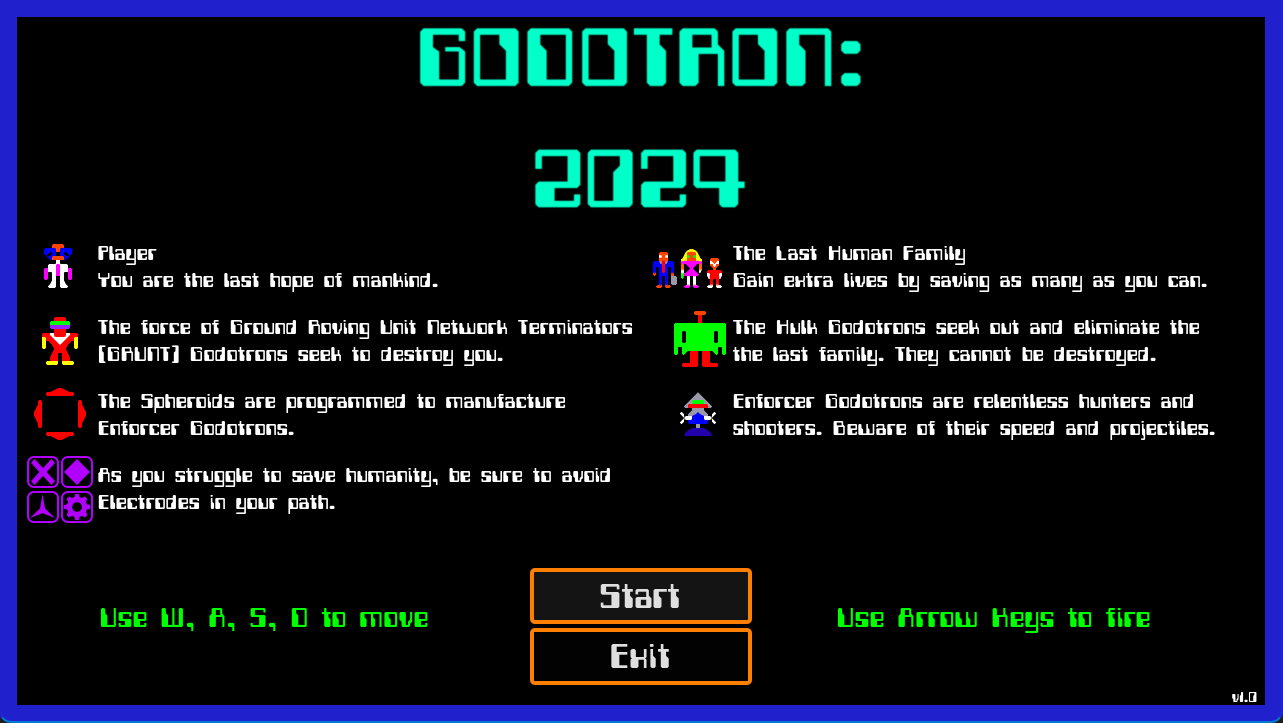 GODOTRON:
2024
Player
You are the last hope of mankind.
The Last Human Family
Gain extra lives by saving as many as you can.
The force of Ground Roving Unit Network Terminators
[GRUNT] Godotrons seek to destroy you.
The Hulk Godotrons seek out and eliminate the
the last family. They cannot be destroyed.
The Spheroids are programmed to manufacture
Enforcer Godotrons.
Enforcer Godotrons are relentless hunters and
shooters. Beware of their speed and projectiles.
As you struggle to save humanity, be sure to avoid
Electrodes in your path.
Use W, A, S, D to move
Start
Exit
Use Arrow Keys to fire
v1.0